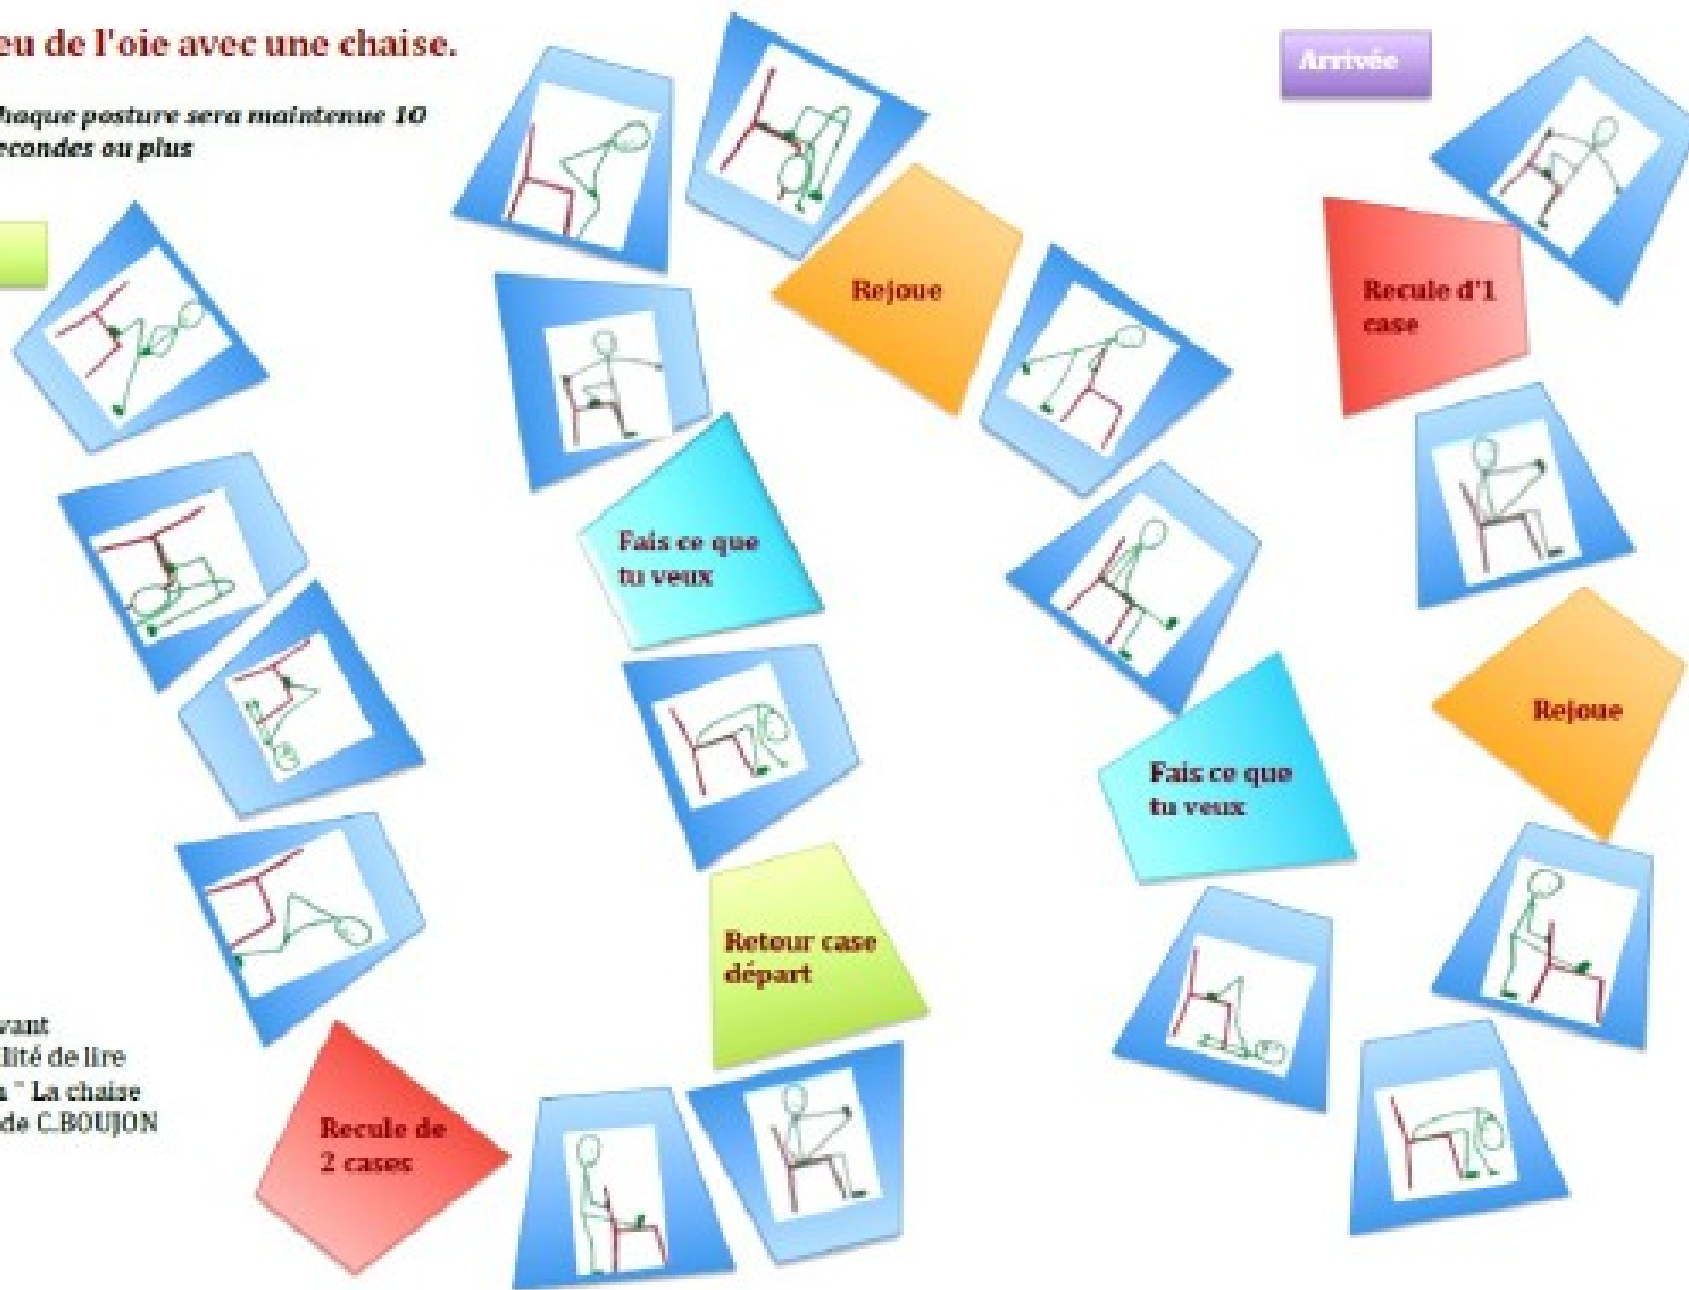 eu de l'oie avec une chaise.
haque posture sera maintenue 10
econdes ou plus
Arrivée
Rejoue
Recule d'1
case
Fais ce que
tu veux
Rejoue
Fais ce que
tu veux
Retour case
départ
vant
ilité de lire
" La chaise
de C.BOUJON
Recule de
2 cases